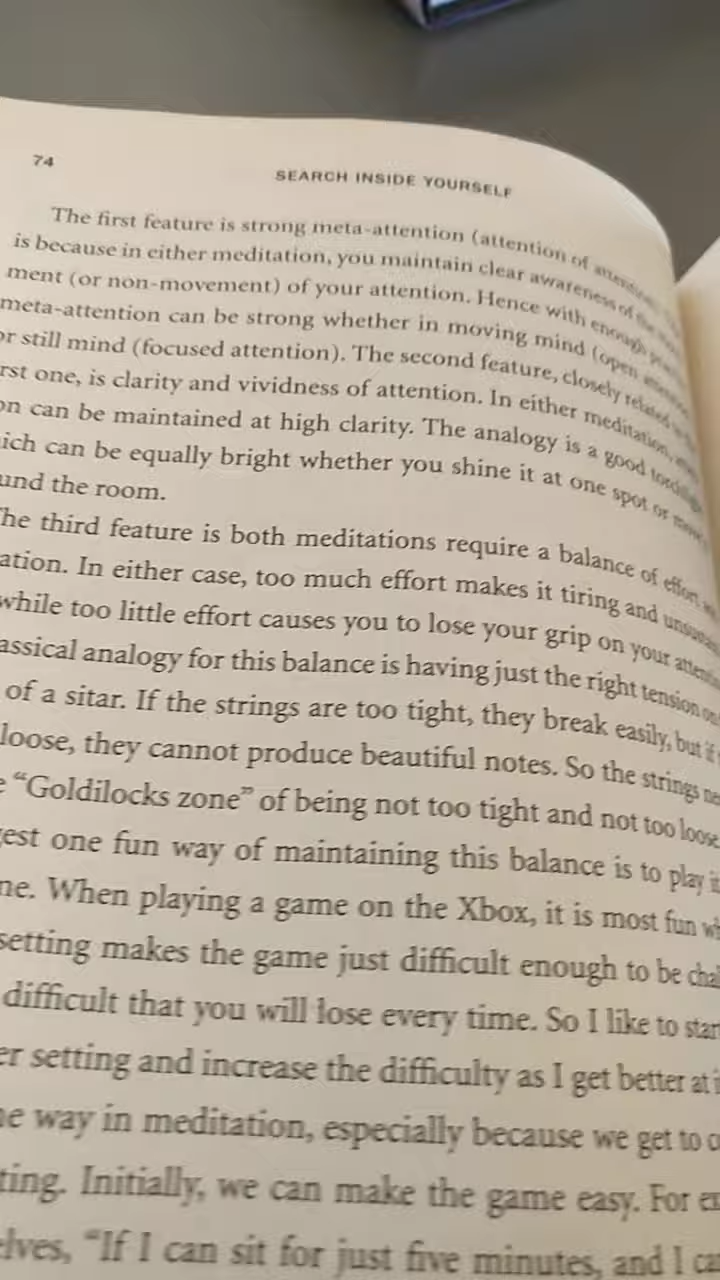 74
SEARCH INSIDE YOURSELF
The first feature is strong meta-attention (attention of
is because in either meditation, you maintain clear awareness of the
ment (or non-movement) of your attention. Hence with enough
meta-attention can be strong whether in moving mind (open
or still mind (focused attention). The second feature, closely related
rst one, is clarity and vividness of attention. In either meditation,
on can be maintained at high clarity. The analogy is a good
ich can be equally bright whether you shine it at one spot or
und the room.
The third feature is both meditations require a balance of effort
ation. In either case, too much effort makes it tiring and
while too little effort causes you to lose your grip on your
assical analogy for this balance is having just the right tension on
of a sitar. If the strings are too tight, they break easily, but if
loose, they cannot produce beautiful notes. So the strings
“Goldilocks zone” of being not too tight and not too loose
est one fun way of maintaining this balance is to play it
ne. When playing a game on the Xbox, it is most fun
setting makes the game just difficult enough to be
difficult that you will lose every time. So I like to start
er setting and increase the difficulty as I get better at
e way in meditation, especially because we get to
ting. Initially, we can make the game easy. For
elves, “If I can sit for just five minutes, and I